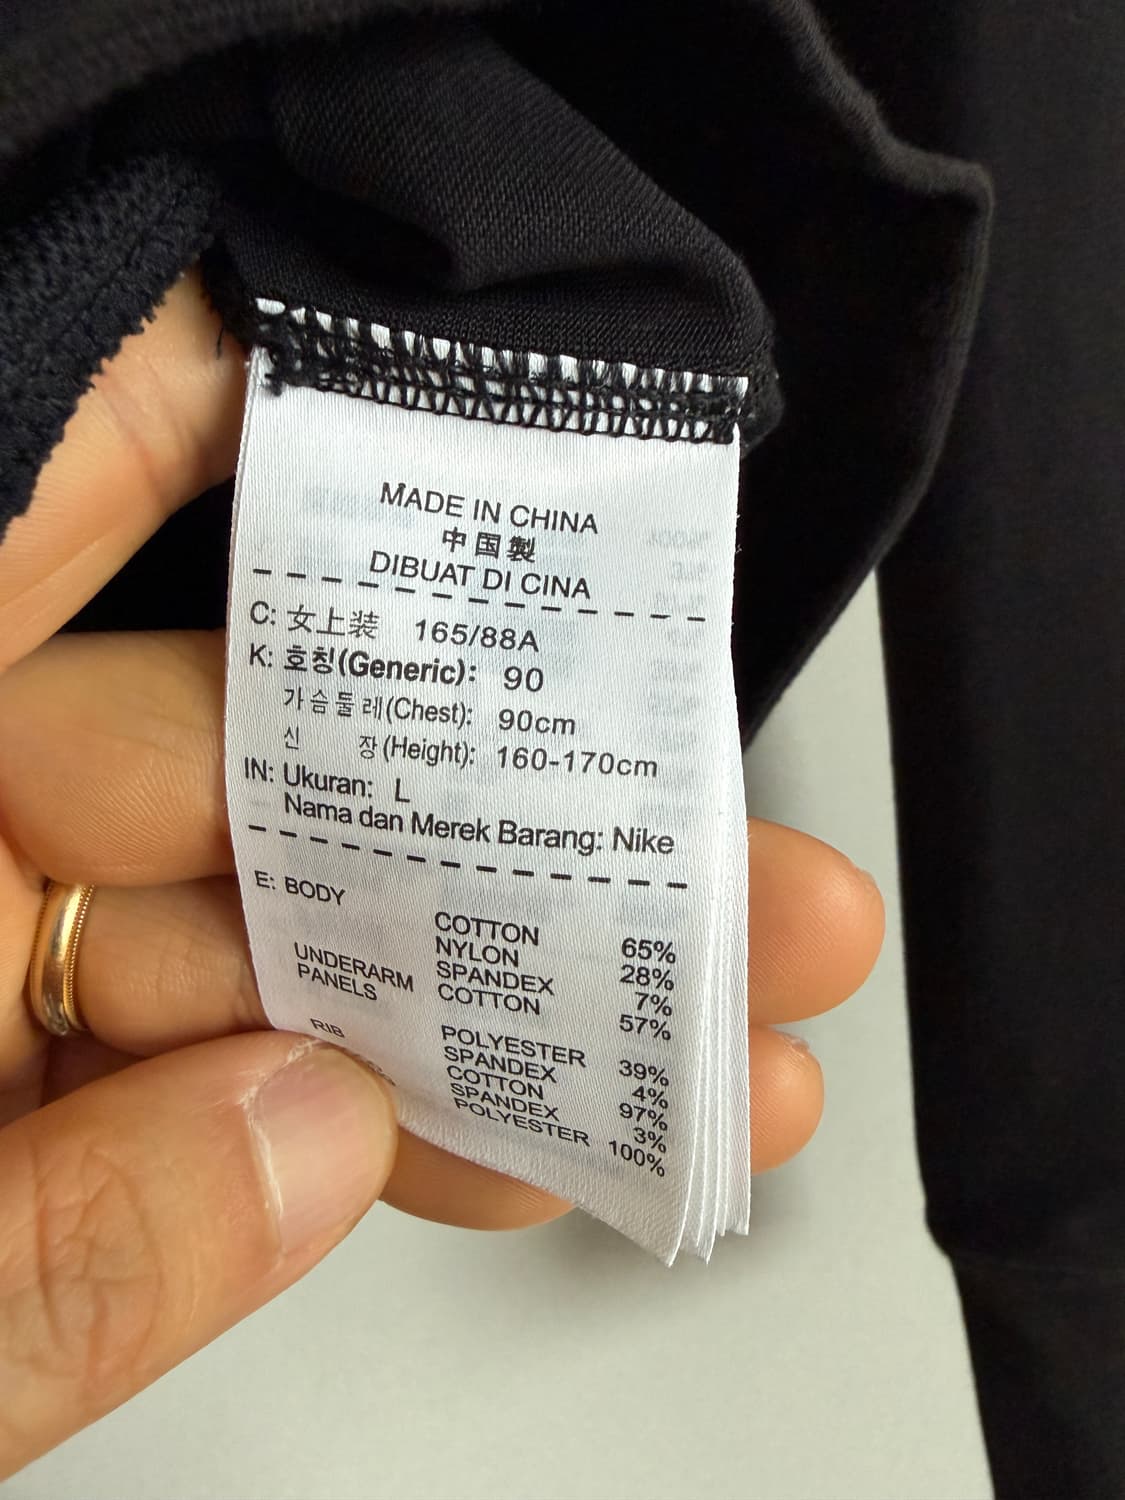 MADE IN CHINA
中国製
DIBUAT DI CINA
C: 女上装 165/88A
K: 호칭(Generic): 90
가슴둘레(Chest): 90cm
신 장(Height): 160-170cm
IN: Ukuran: L
Nama dan Merek Barang: Nike
E: BODY
COTTON 65%
NYLON 28%
SPANDEX 7%
UNDERARM PANELS COTTON 57%
POLYESTER 39%
SPANDEX 4%
RIB COTTON 97%
SPANDEX 3%
POLYESTER 100%